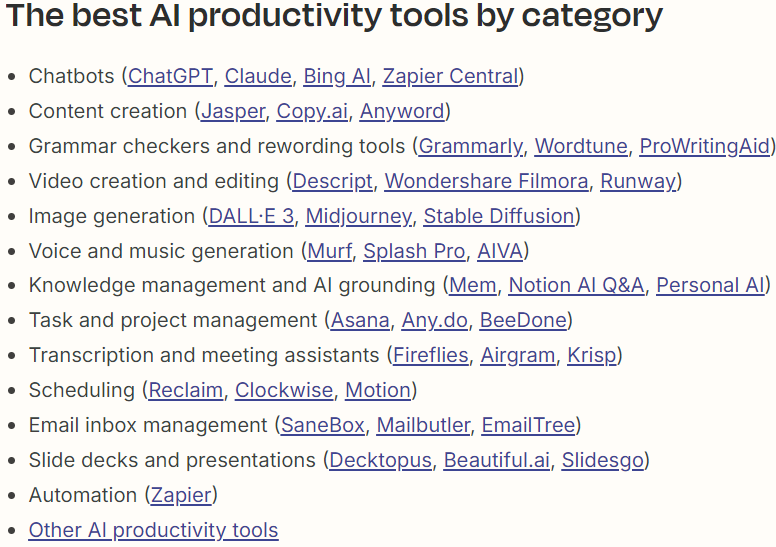 The best AI productivity tools by category
• Chatbots (ChatGPT, Claude, Bing AI, Zapier Central)
• Content creation (Jasper, Copy.ai, Anyword)
• Grammar checkers and rewording tools (Grammarly, Wordtune, ProWritingAid)
• Video creation and editing (Descript, Wondershare Filmora, Runway)
• Image generation (DALL·E 3, Midjourney, Stable Diffusion)
• Voice and music generation (Murf, Splash Pro, AIVA)
• Knowledge management and AI grounding (Mem, Notion AI Q&A, Personal AI)
• Task and project management (Asana, Any.do, BeeDone)
• Transcription and meeting assistants (Fireflies, Airgram, Krisp)
• Scheduling (Reclaim, Clockwise, Motion)
• Email inbox management (SaneBox, Mailbutler, EmailTree)
• Slide decks and presentations (Decktopus, Beautiful.ai, Slidesgo)
• Automation (Zapier)
• Other AI productivity tools